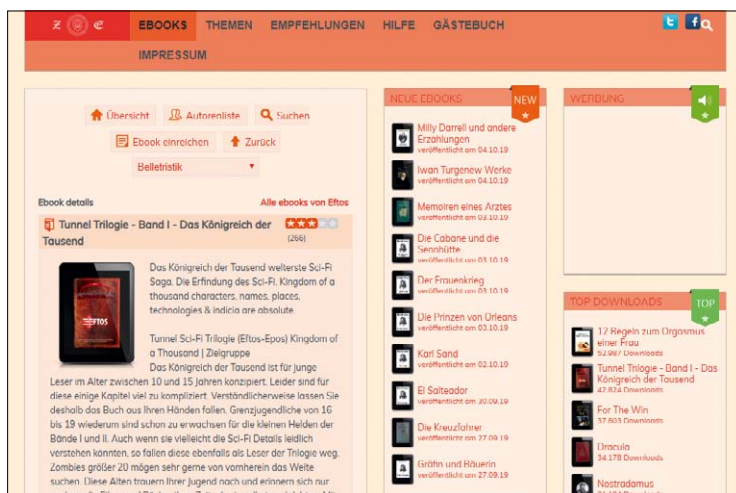 Z C
EBOOKS THEMEN EMPFEHLUNGEN HILFE GÄSTEBUCH
IMPRESSUM
Übersicht Autorenliste Suchen
Ebook einreichen Zurück
Belletristik
Ebook details Alle ebooks von Eftos
Tunnel Trilogie - Band I - Das Königreich der
Tausend
(266)
EFTOS
Das Königreich der Tausend welterste Sci-Fi
Saga. Die Erfindung des Sci-Fi. Kingdom of a
thousand characters, names, places,
technologies & indicia are absolute.
Tunnel Sci-Fi Trilogie (Eftos-Epos) Kingdom of
a Thousand | Zielgruppe
Das Königreich der Tausend ist für junge
Leser im Alter zwischen 10 und 15 Jahren konzipiert. Leider sind für
diese einige Kapitel viel zu kompliziert. Verständlicherweise lassen Sie
deshalb das Buch aus Ihren Händen fallen. Grenzjugendliche von 16
bis 19 wiederum sind schon zu erwachsen für die kleinen Helden der
Bände I und II. Auch wenn sie vielleicht die Sci-Fi Details leidlich
verstehen könnten, so fallen diese ebenfalls als Leser der Trilogie weg.
Zombies größer 20 mögen sehr gerne von vornherein das Weite
suchen. Diese Alten trauern Ihrer Jugend nach und erinnern sich nur
NEUE EBOOKS NEW
Milly Darrell und andere
Erzählungen
veröffentlicht am 04.10.19
Iwan Turgenew Werke
veröffentlicht am 04.10.19
Memoiren eines Arztes
veröffentlicht am 03.10.19
Die Cabane und die
Sennhütte
veröffentlicht am 03.10.19
Der Frauenkrieg
veröffentlicht am 03.10.19
Die Prinzen von Orleans
veröffentlicht am 03.10.19
Karl Sand
veröffentlicht am 02.10.19
El Salteador
veröffentlicht am 30.09.19
Die Kreuzfahrer
veröffentlicht am 27.09.19
Gräfin und Bäuerin
veröffentlicht am 27.09.19
WERBUNG
TOP DOWNLOADS TOP
12 Regeln zum Orgasmus
einer Frau
52.987 Downloads
Tunnel Trilogie - Band I - Das
Königreich der Tausend
42.824 Downloads
For The Win
37.803 Downloads
Dracula
34.178 Downloads
Nostradamus